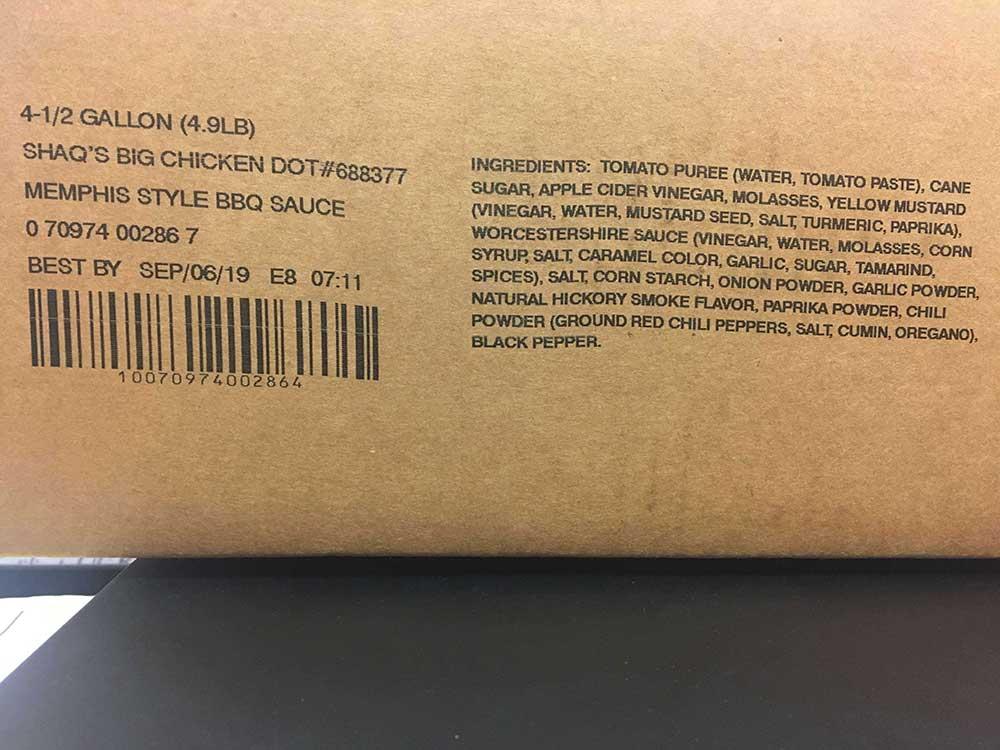 4-1/2 GALLON (4.9LB)
SHAQ'S BIG CHICKEN DOT#688377
MEMPHIS STYLE BBQ SAUCE
0 70974 00286 7
BEST BY SEP/06/19 E8 07:11
10070974002864
INGREDIENTS: TOMATO PUREE (WATER, TOMATO PASTE), CANE
SUGAR, APPLE CIDER VINEGAR, MOLASSES, YELLOW MUSTARD
(VINEGAR, WATER, MUSTARD SEED, SALT, TURMERIC, PAPRIKA),
WORCESTERSHIRE SAUCE (VINEGAR, WATER, MOLASSES, CORN
SYRUP, SALT, CARAMEL COLOR, GARLIC, SUGAR, TAMARIND,
SPICES), SALT, CORN STARCH, ONION POWDER, GARLIC POWDER,
NATURAL HICKORY SMOKE FLAVOR, PAPRIKA POWDER, CHILI
POWDER (GROUND RED CHILI PEPPERS, SALT, CUMIN, OREGANO),
BLACK PEPPER.